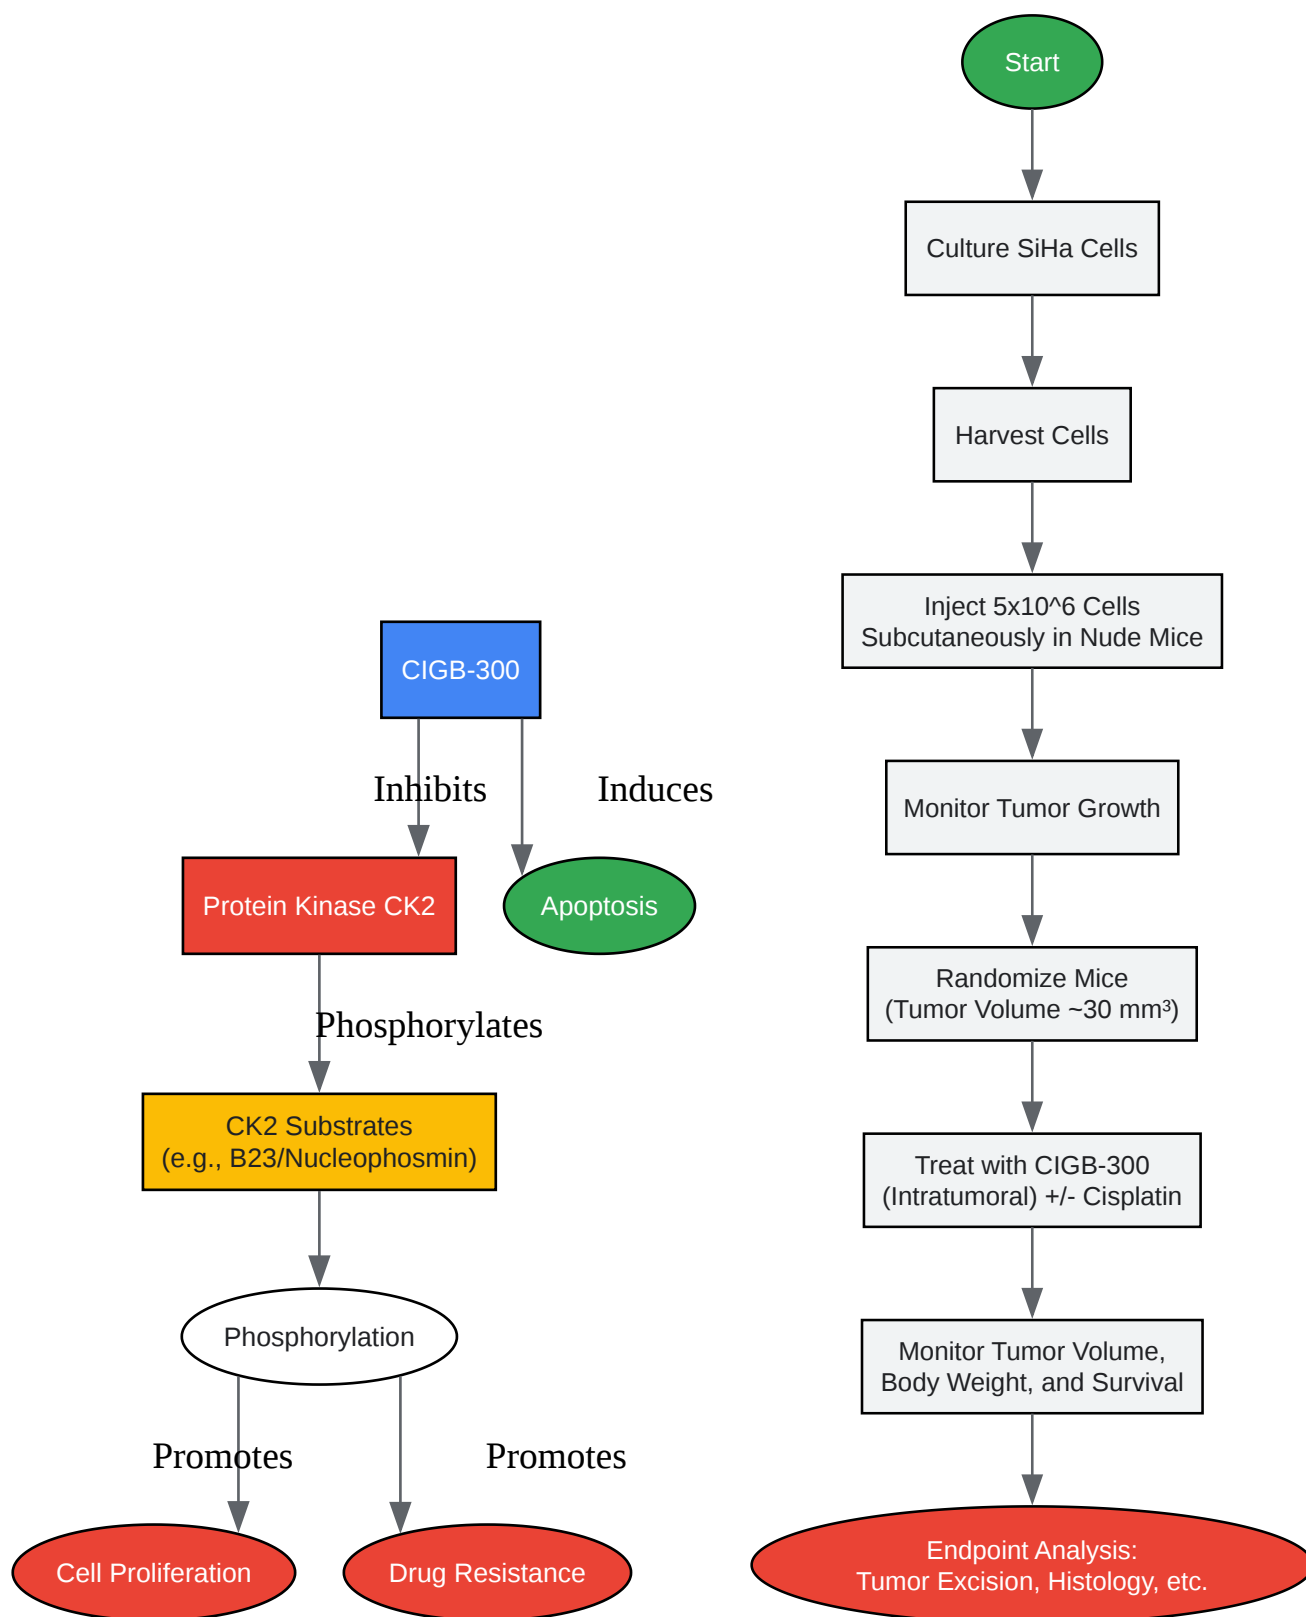 CIGB-300
Inhibits
Induces
Protein Kinase CK2
Apoptosis
Phosphorylates
CK2 Substrates
(e.g., B23/Nucleophosmin)
Phosphorylation
Promotes
Promotes
Cell Proliferation
Drug Resistance
Start
Culture SiHa Cells
Harvest Cells
Inject 5x10^6 Cells
Subcutaneously in Nude Mice
Monitor Tumor Growth
Randomize Mice
(Tumor Volume ~30 mm³)
Treat with CIGB-300
(Intratumoral) +/- Cisplatin
Monitor Tumor Volume,
Body Weight, and Survival
Endpoint Analysis:
Tumor Excision, Histology, etc.